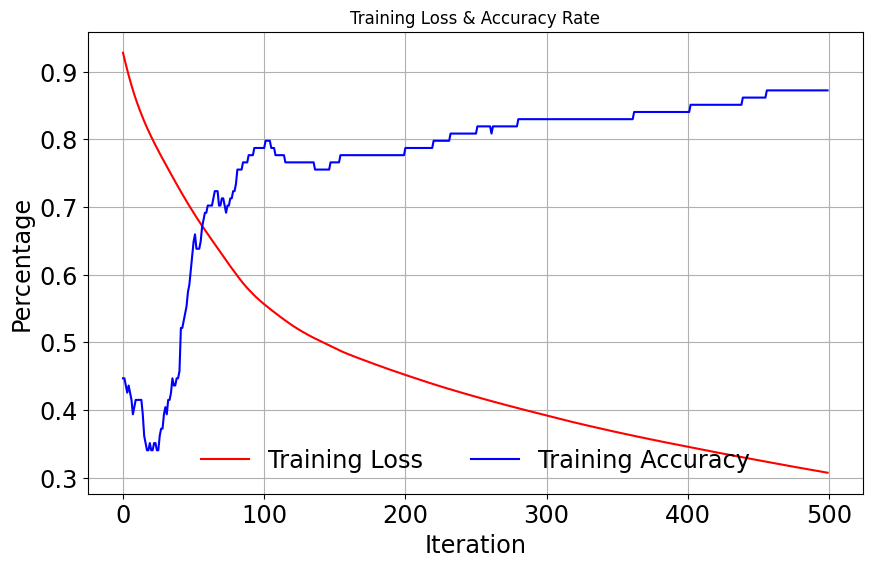 Training Loss & Accuracy Rate
Percentage
0.9
0.8
0.7
0.6
0.5
0.4
0.3
Training Loss
Training Accuracy
0 100 200 300 400 500
Iteration